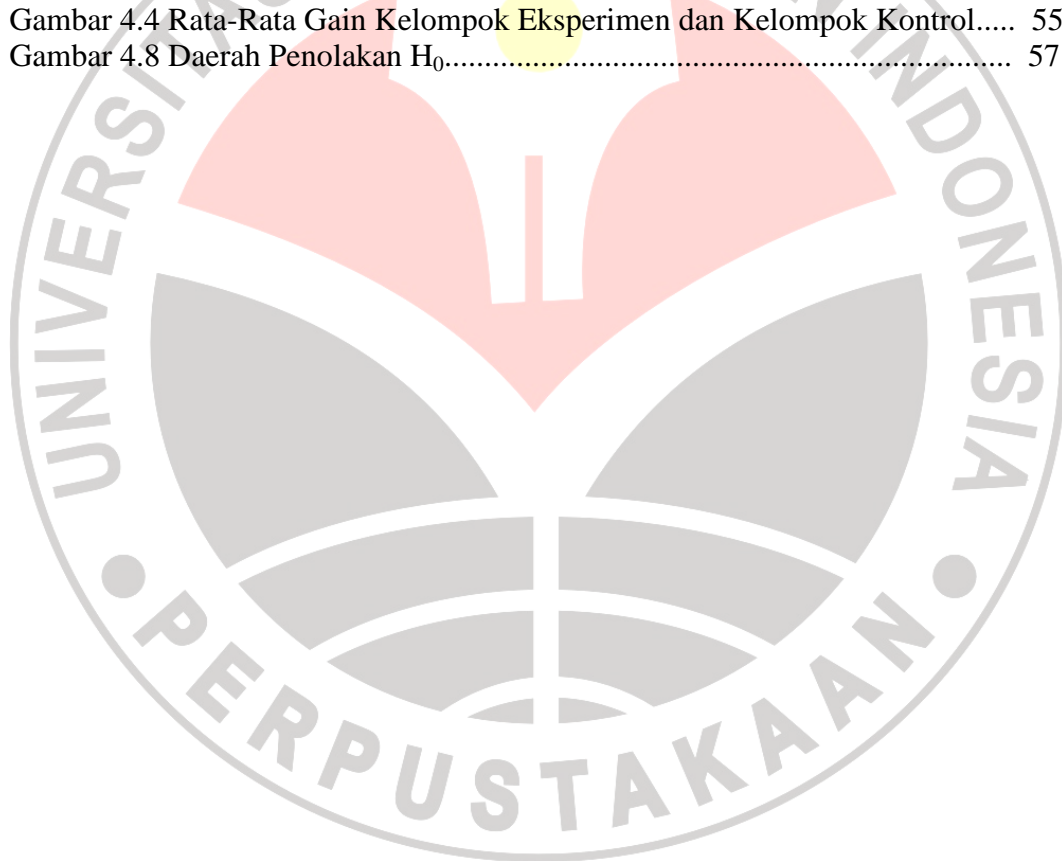 Gambar 4.4 Rata-Rata Gain Kelompok Eksperimen dan Kelompok Kontrol..... 55
Gambar 4.8 Daerah Penolakan H₀.................................................................... 57
INDONESIA
PERPUSTAKAAN